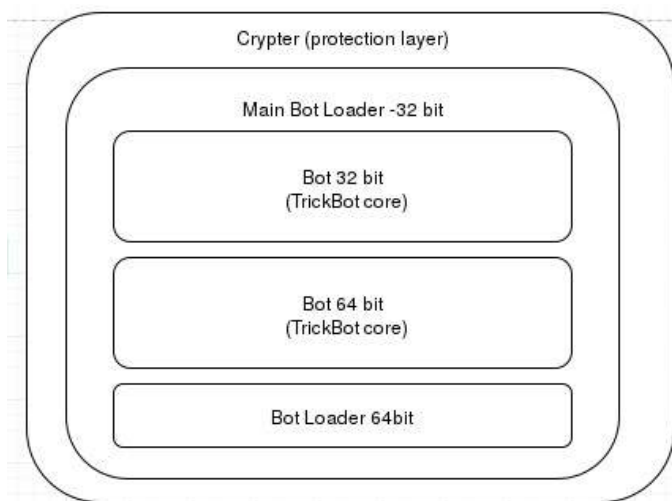 Crypter (protection layer)
Main Bot Loader -32 bit
Bot 32 bit
(TrickBot core)
Bot 64 bit
(TrickBot core)
Bot Loader 64bit